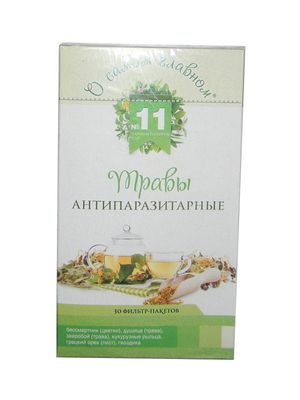 О самом главном®
№11
Травы
АНТИПАРАЗИТАРНЫЕ
30 ФИЛЬТР-ПАКЕТОВ
бессмертник (цветки), душица (трава),
зверобой (трава), кукурузные рыльца,
грецкий орех (лист), гвоздика